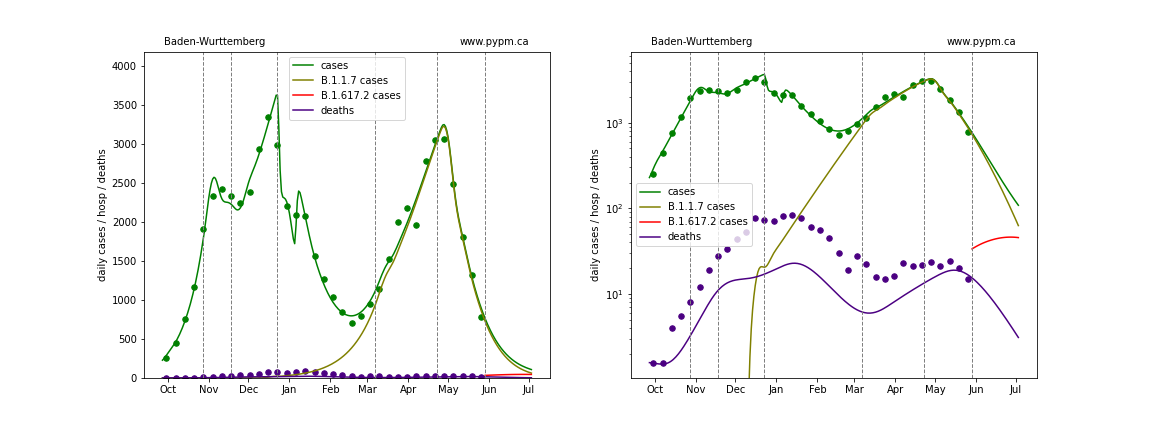 Baden-Wurttemberg www.pypm.ca
daily cases / hosp / deaths
4000
3500
3000
2500
2000
1500
1000
500
0
cases
B.1.1.7 cases
B.1.617.2 cases
deaths
Oct Nov Dec Jan Feb Mar Apr May Jun Jul
Baden-Wurttemberg www.pypm.ca
daily cases / hosp / deaths
10³
10²
10¹
cases
B.1.1.7 cases
B.1.617.2 cases
deaths
Oct Nov Dec Jan Feb Mar Apr May Jun Jul